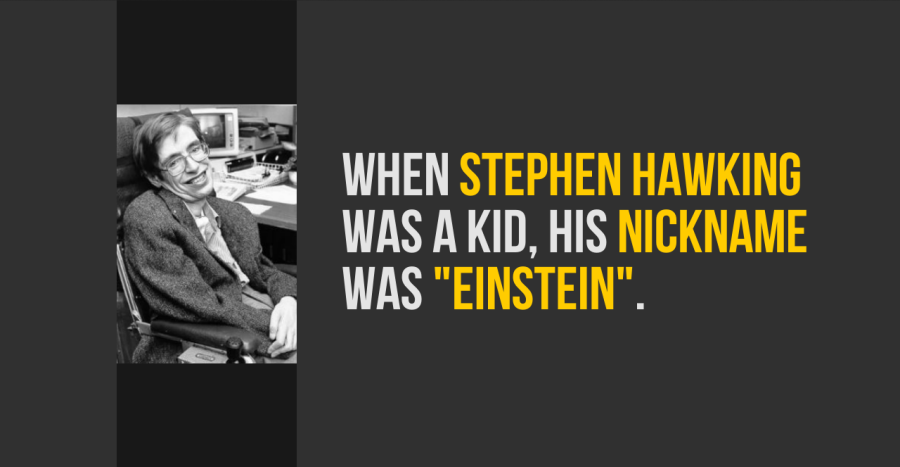 WHEN STEPHEN HAWKING
WAS A KID, HIS NICKNAME
WAS "EINSTEIN".